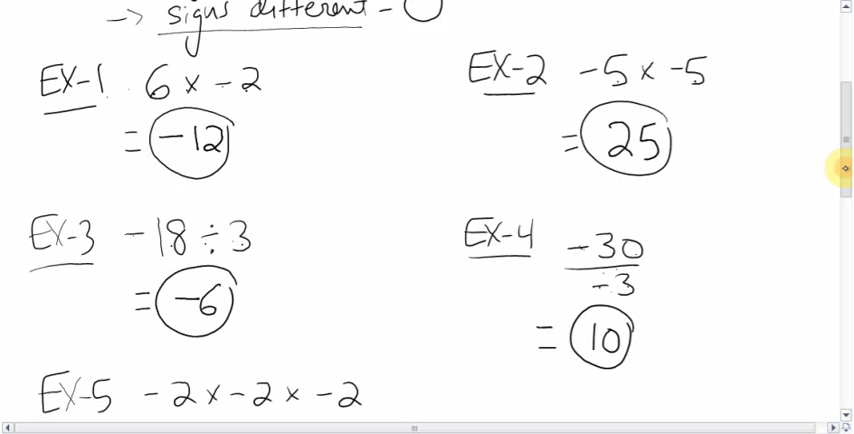 -> signs different -
EX-1 6 x -2
= -12
EX-2 -5 x -5
= 25
EX-3 -18 ÷ 3
= -6
EX-4 -30
-3
= 10
EX-5 -2 x -2 x -2